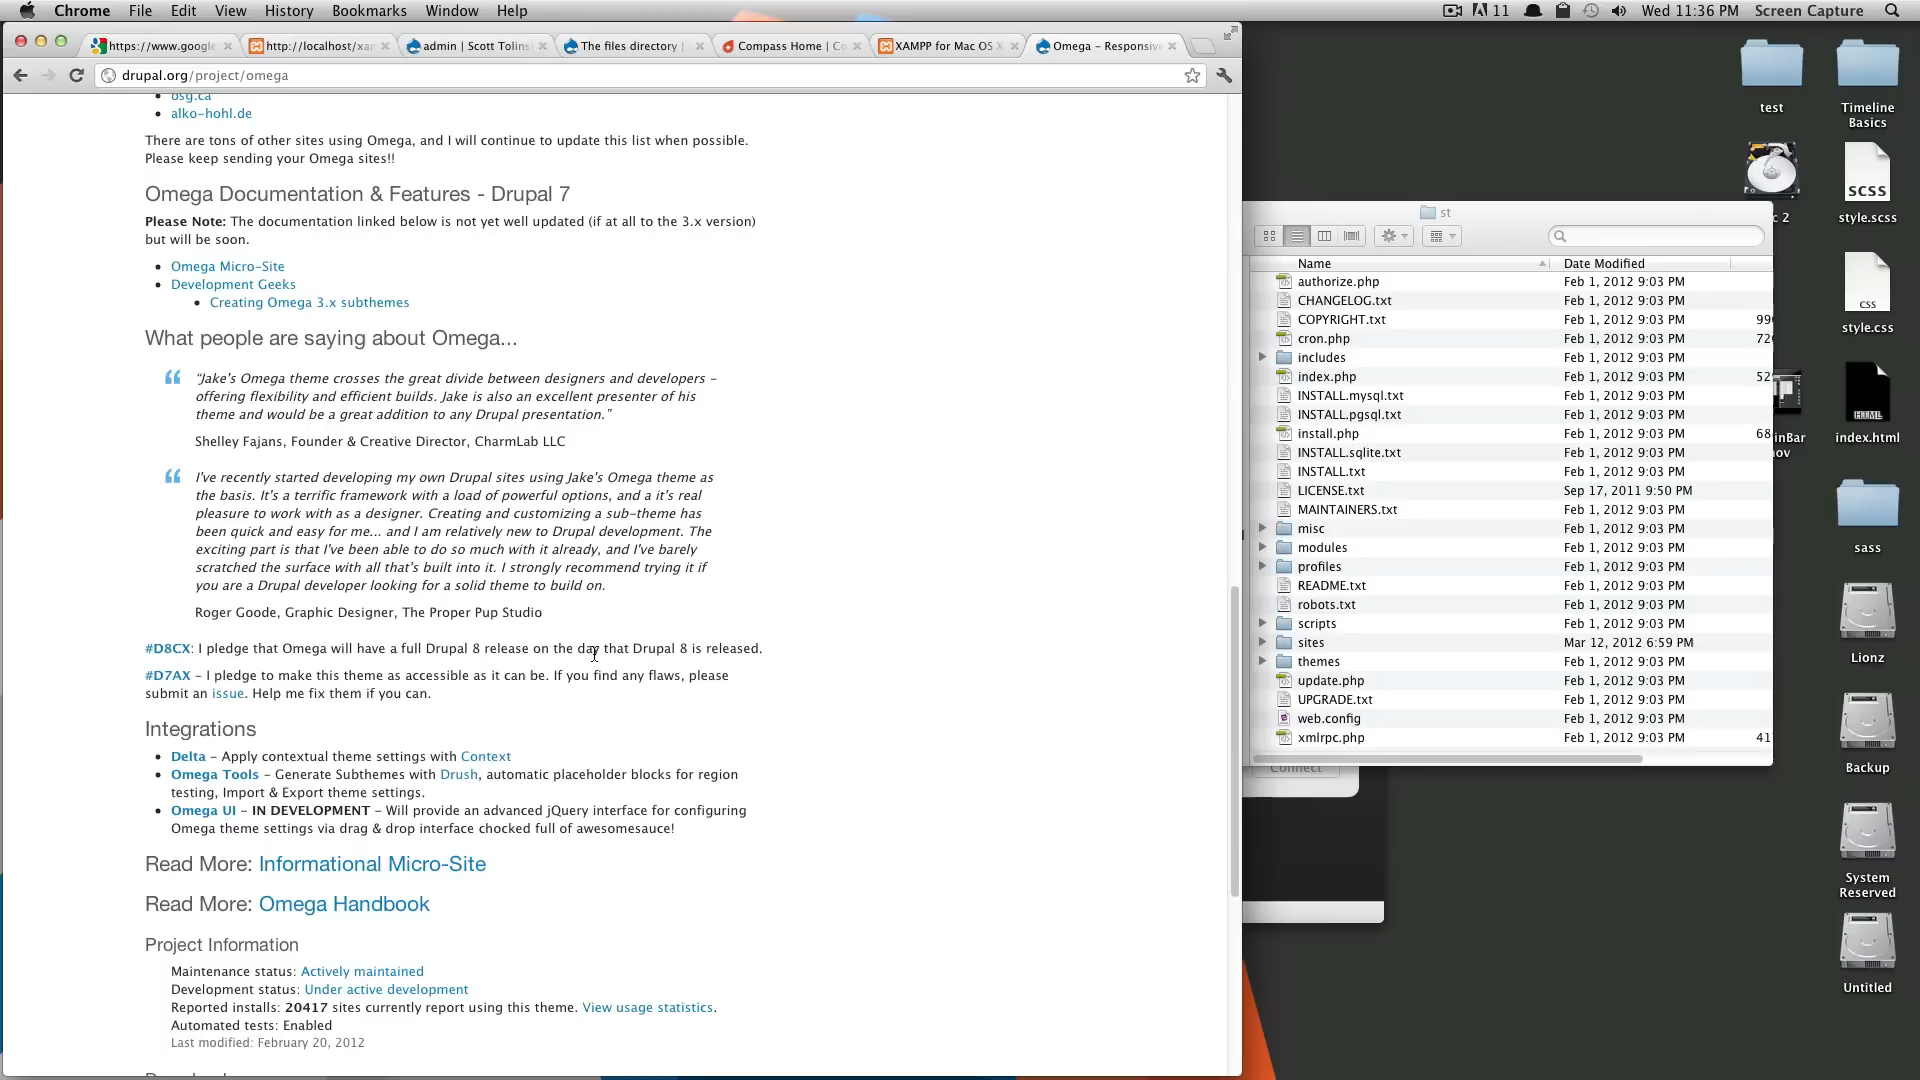 Chrome File Edit View History Bookmarks Window Help
11 Wed 11:36 PM Screen Capture
https://www.google http://localhost/xam admin | Scott Tolins The files directory | Compass Home | Co XAMPP for Mac OS X Omega - Responsive
drupal.org/project/omega
osg.ca
alko-hohl.de
There are tons of other sites using Omega, and I will continue to update this list when possible.
Please keep sending your Omega sites!!
Omega Documentation & Features - Drupal 7
Please Note: The documentation linked below is not yet well updated (if at all to the 3.x version)
but will be soon.
Omega Micro-Site
Development Geeks
Creating Omega 3.x subthemes
What people are saying about Omega...
“Jake’s Omega theme crosses the great divide between designers and developers –
offering flexibility and efficient builds. Jake is also an excellent presenter of his
theme and would be a great addition to any Drupal presentation.”
Shelley Fajans, Founder & Creative Director, CharmLab LLC
I've recently started developing my own Drupal sites using Jake's Omega theme as
the basis. It's a terrific framework with a load of powerful options, and a it's real
pleasure to work with as a designer. Creating and customizing a sub-theme has
been quick and easy for me... and I am relatively new to Drupal development. The
exciting part is that I've been able to do so much with it already, and I've barely
scratched the surface with all that's built into it. I strongly recommend trying it if
you are a Drupal developer looking for a solid theme to build on.
Roger Goode, Graphic Designer, The Proper Pup Studio
#D8CX: I pledge that Omega will have a full Drupal 8 release on the day that Drupal 8 is released.
#D7AX - I pledge to make this theme as accessible as it can be. If you find any flaws, please
submit an issue. Help me fix them if you can.
Integrations
Delta - Apply contextual theme settings with Context
Omega Tools - Generate Subthemes with Drush, automatic placeholder blocks for region
testing, Import & Export theme settings.
Omega UI - IN DEVELOPMENT - Will provide an advanced jQuery interface for configuring
Omega theme settings via drag & drop interface chocked full of awesomesauce!
Read More: Informational Micro-Site
Read More: Omega Handbook
Project Information
Maintenance status: Actively maintained
Development status: Under active development
Reported installs: 20417 sites currently report using this theme. View usage statistics.
Automated tests: Enabled
Last modified: February 20, 2012
st
Name Date Modified
authorize.php Feb 1, 2012 9:03 PM
CHANGELOG.txt Feb 1, 2012 9:03 PM
COPYRIGHT.txt Feb 1, 2012 9:03 PM 99
cron.php Feb 1, 2012 9:03 PM 72
includes Feb 1, 2012 9:03 PM
index.php Feb 1, 2012 9:03 PM 52
INSTALL.mysql.txt Feb 1, 2012 9:03 PM
INSTALL.pgsql.txt Feb 1, 2012 9:03 PM
install.php Feb 1, 2012 9:03 PM 68
INSTALL.sqlite.txt Feb 1, 2012 9:03 PM
INSTALL.txt Feb 1, 2012 9:03 PM
LICENSE.txt Sep 17, 2011 9:50 PM
MAINTAINERS.txt Feb 1, 2012 9:03 PM
misc Feb 1, 2012 9:03 PM
modules Feb 1, 2012 9:03 PM
profiles Feb 1, 2012 9:03 PM
README.txt Feb 1, 2012 9:03 PM
robots.txt Feb 1, 2012 9:03 PM
scripts Feb 1, 2012 9:03 PM
sites Mar 12, 2012 6:59 PM
themes Feb 1, 2012 9:03 PM
update.php Feb 1, 2012 9:03 PM
UPGRADE.txt Feb 1, 2012 9:03 PM
web.config Feb 1, 2012 9:03 PM
xmlrpc.php Feb 1, 2012 9:03 PM 41
Connect
test
Timeline
Basics
c 2
SCSS
style.scss
css
style.css
inBar
ov
HTML
index.html
sass
Lionz
Backup
System
Reserved
Untitled